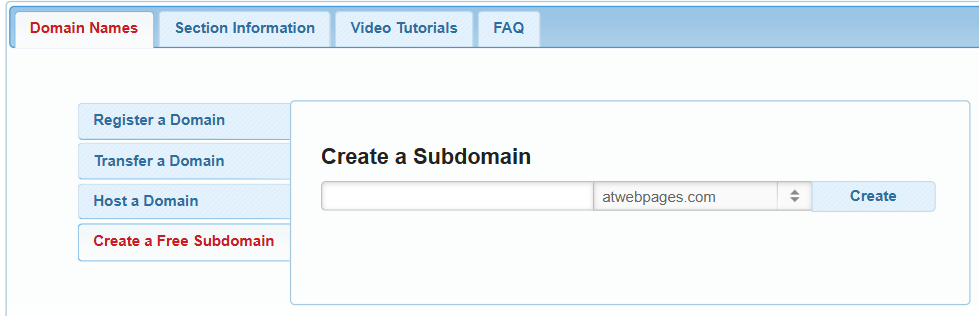 Domain Names Section Information Video Tutorials FAQ
Register a Domain
Transfer a Domain
Host a Domain
Create a Free Subdomain
Create a Subdomain
atwebpages.com Create